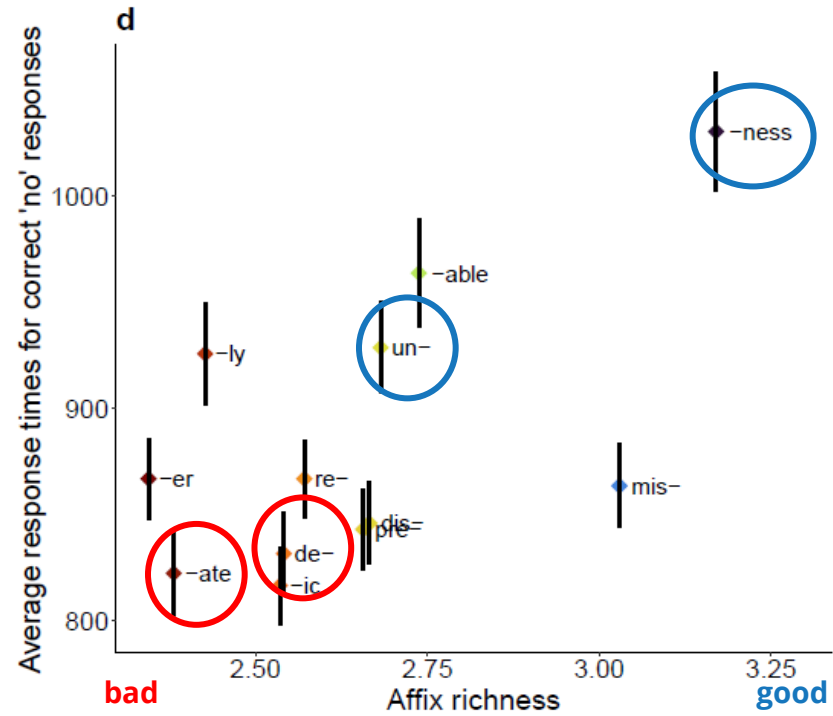 d
Average response times for correct 'no' responses
−ness
1000
−able
un−
−ly
900
−er
re−
mis−
dis−
pre−
de−
−ate
−ic
800
2.50
2.75
3.00
3.25
bad
Affix richness
good